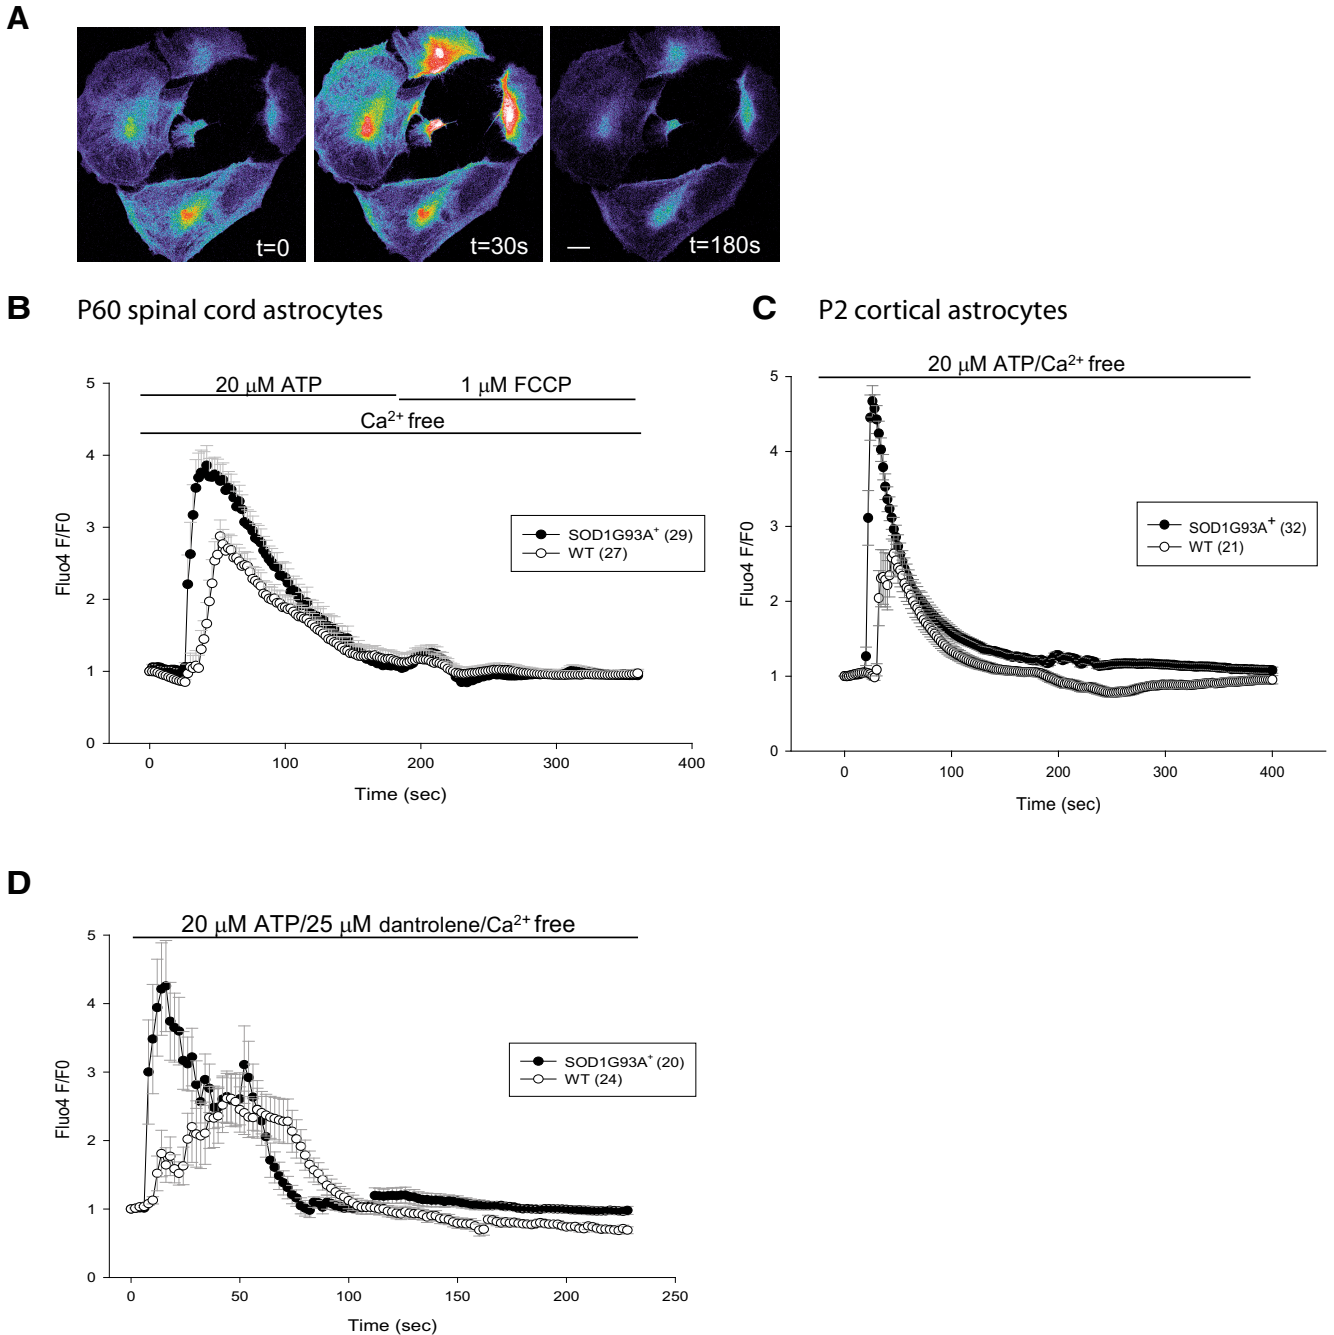 A
t=0
t=30s
t=180s
B P60 spinal cord astrocytes
20 μM ATP
1 μM FCCP
Ca²⁺ free
5
4
3
2
1
0
Fluo4 F/F0
SOD1G93A⁺ (29)
WT (27)
0 100 200 300 400
Time (sec)
C P2 cortical astrocytes
20 μM ATP/Ca²⁺ free
5
4
3
2
1
0
Fluo4 F/F0
SOD1G93A⁺ (32)
WT (21)
0 100 200 300 400
Time (sec)
D
20 μM ATP/25 μM dantrolene/Ca²⁺ free
5
4
3
2
1
0
Fluo4 F/F0
SOD1G93A⁺ (20)
WT (24)
0 50 100 150 200 250
Time (sec)